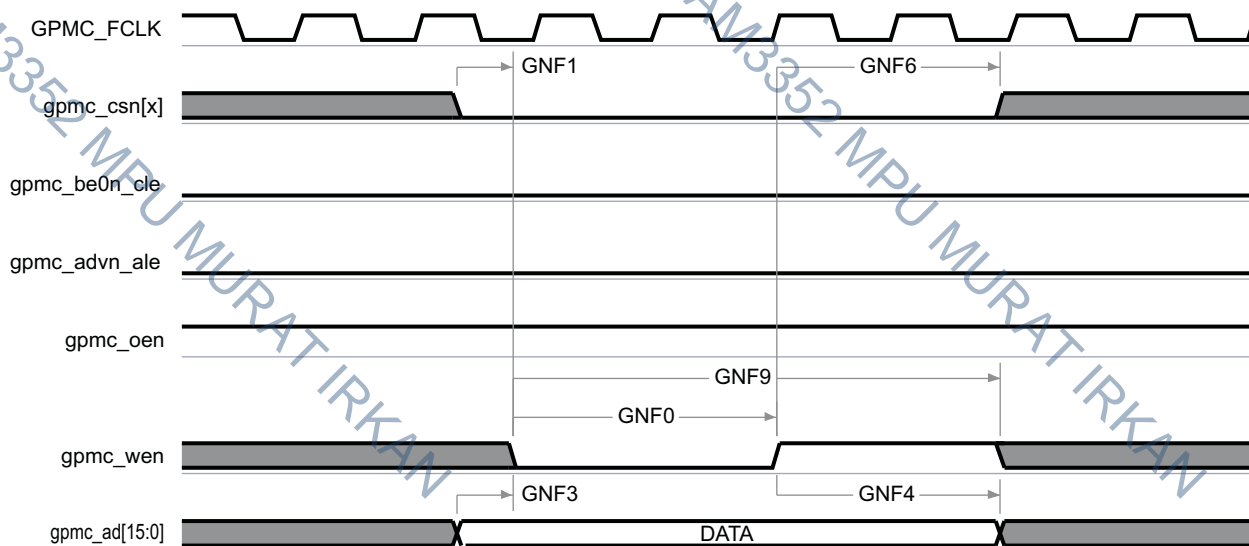 GPMC_FCLK
GNF1
GNF6
gpmc_csn[x]
gpmc_be0n_cle
gpmc_advn_ale
gpmc_oen
GNF9
GNF0
gpmc_wen
GNF3
GNF4
gpmc_ad[15:0]
DATA
M3352 MPU MURAT IRKAN
AM3352 MPU MURAT IRKAN